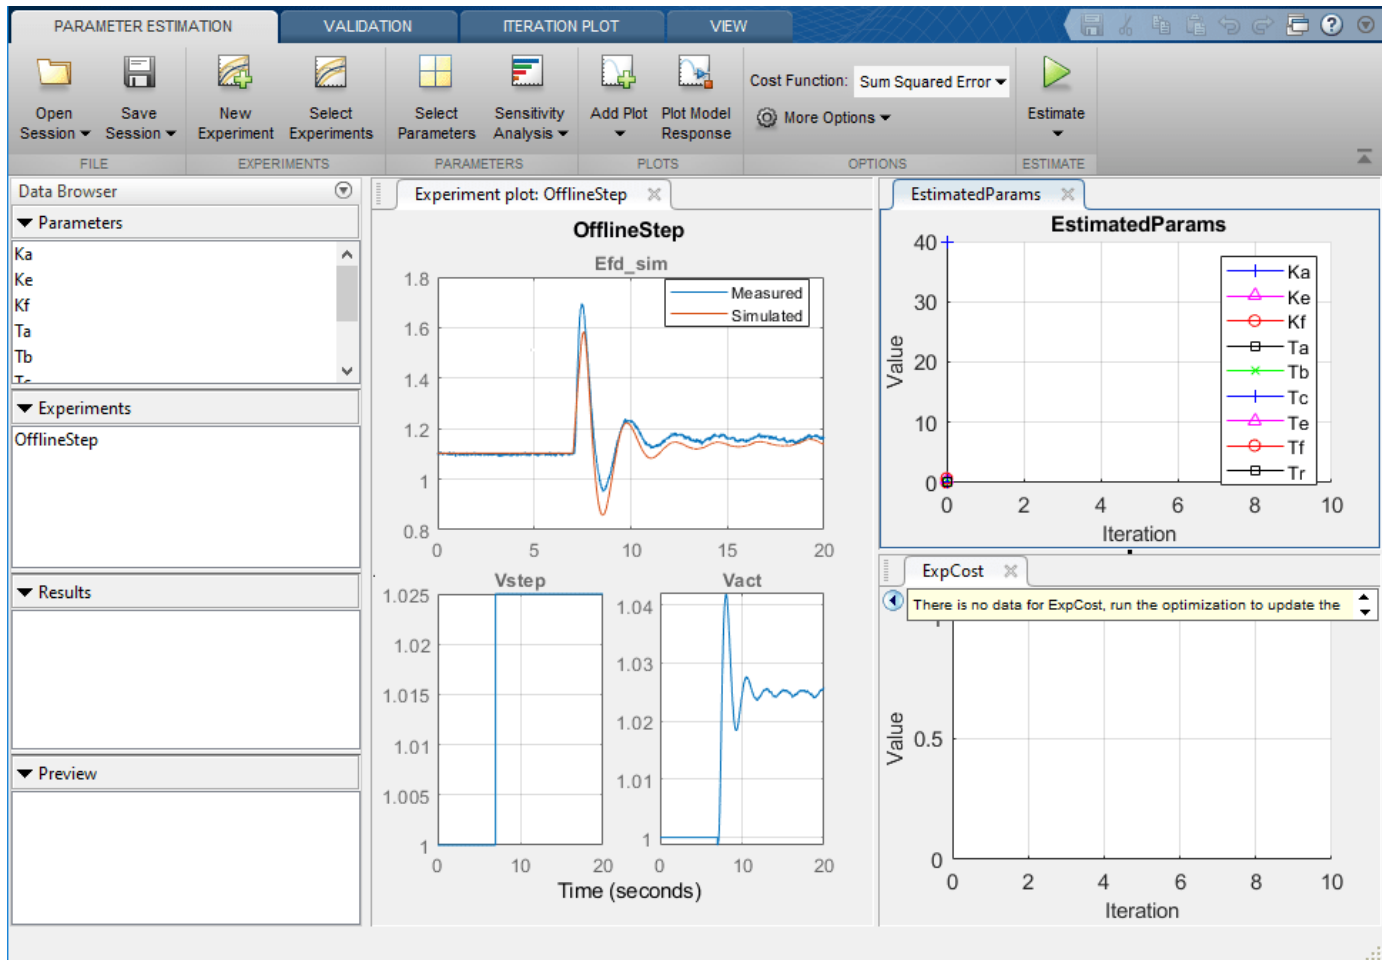 PARAMETER ESTIMATION
VALIDATION
ITERATION PLOT
VIEW
Open
Session
Save
Session
New
Experiment
Select
Experiments
Select
Parameters
Sensitivity
Analysis
Add Plot
Plot Model
Response
Cost Function:
Sum Squared Error
More Options
Estimate
FILE
EXPERIMENTS
PARAMETERS
PLOTS
OPTIONS
ESTIMATE
Data Browser
Parameters
Ka
Ke
Kf
Ta
Tb
Tc
Experiments
OfflineStep
Results
Preview
Experiment plot: OfflineStep
OfflineStep
Efd_sim
1.8
1.6
1.4
1.2
1
0.8
0
5
10
15
20
Measured
Simulated
Vstep
1.025
1.02
1.015
1.01
1.005
1
0
10
20
Vact
1.04
1.03
1.02
1.01
1
0
10
20
Time (seconds)
EstimatedParams
EstimatedParams
40
30
20
10
0
Value
0
2
4
6
8
10
Iteration
Ka
Ke
Kf
Ta
Tb
Tc
Te
Tf
Tr
ExpCost
There is no data for ExpCost, run the optimization to update the
1
0.5
0
Value
0
2
4
6
8
10
Iteration